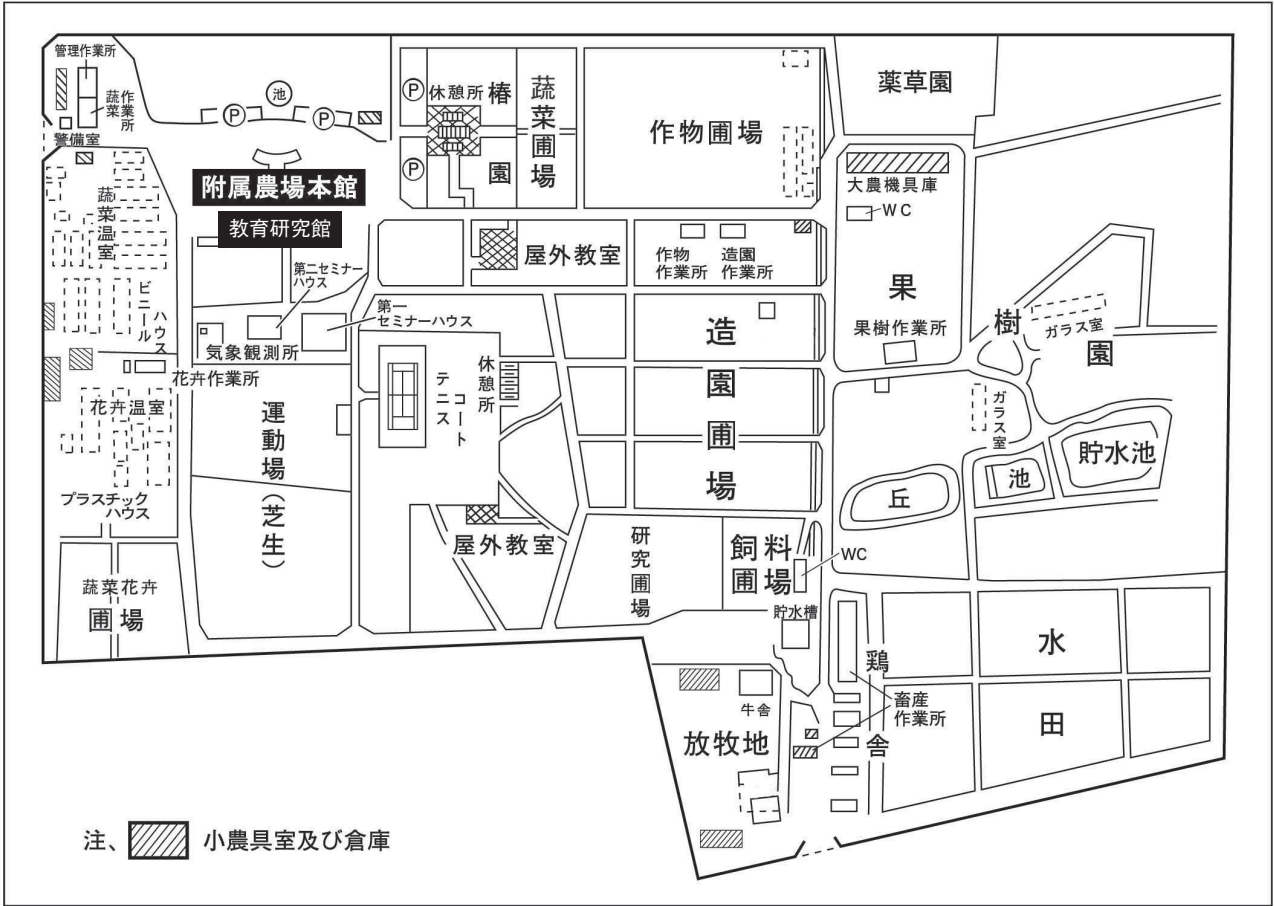 管理作業所
蔬菜
作業所
警備室
池
P
P
附属農場本館
教育研究館
P
P
休憩所
椿園
蔬菜圃場
作物圃場
薬草園
大農機具庫
WC
蔬菜温室
ビニール
ハウス
第二セミナー
ハウス
第一
セミナーハウス
気象観測所
屋外教室
作物
作業所
造園
作業所
果樹園
果樹作業所
ガラス室
ガラス室
花卉作業所
花卉温室
運動場(芝生)
テニス
コート
休憩所
造園圃場
貯水池
池
丘
プラスチック
ハウス
蔬菜花卉
圃場
屋外教室
研究圃場
飼料
圃場
WC
貯水槽
牛舎
放牧地
鶏舎
畜産
作業所
水田
注、
小農具室及び倉庫